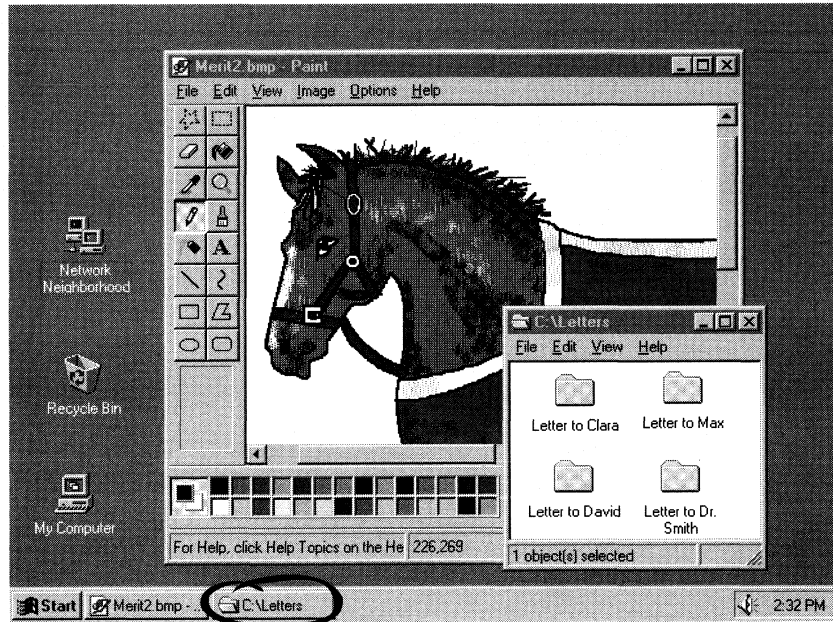 Merit2.bmp - Paint
File Edit View Image Options Help
A
Network
Neighborhood
Recycle Bin
My Computer
C:\Letters
File Edit View Help
Letter to Clara
Letter to Max
Letter to David
Letter to Dr.
Smith
1 object(s) selected
For Help, click Help Topics on the He 226,269
Start Merit2.bmp - .. C:\Letters 2:32 PM